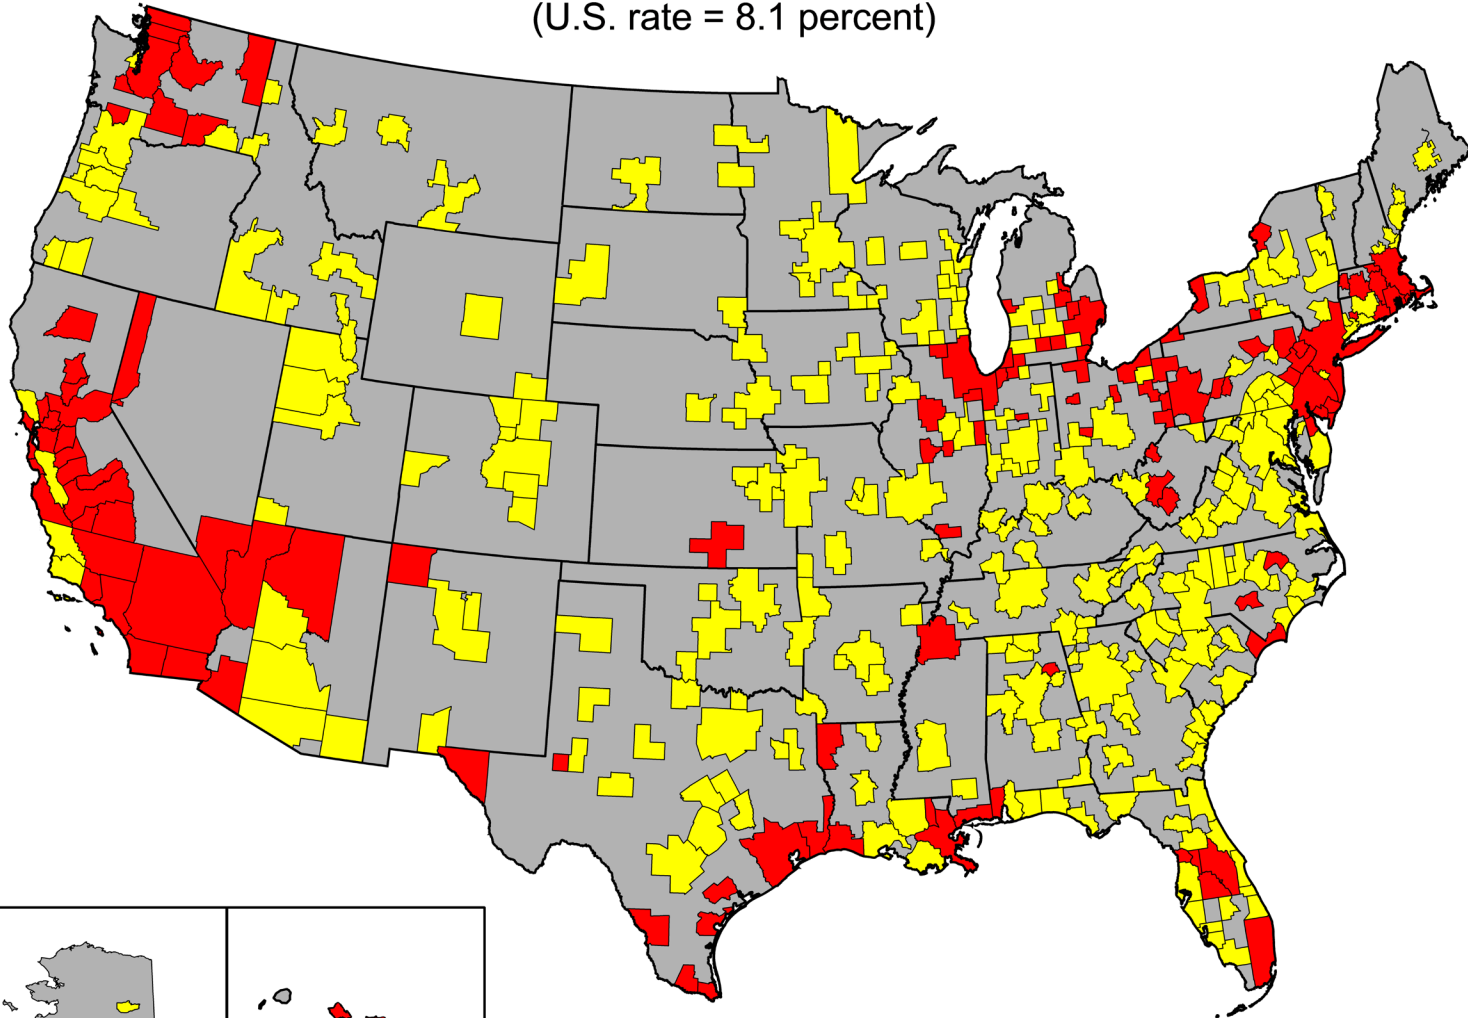 (U.S. rate = 8.1 percent)